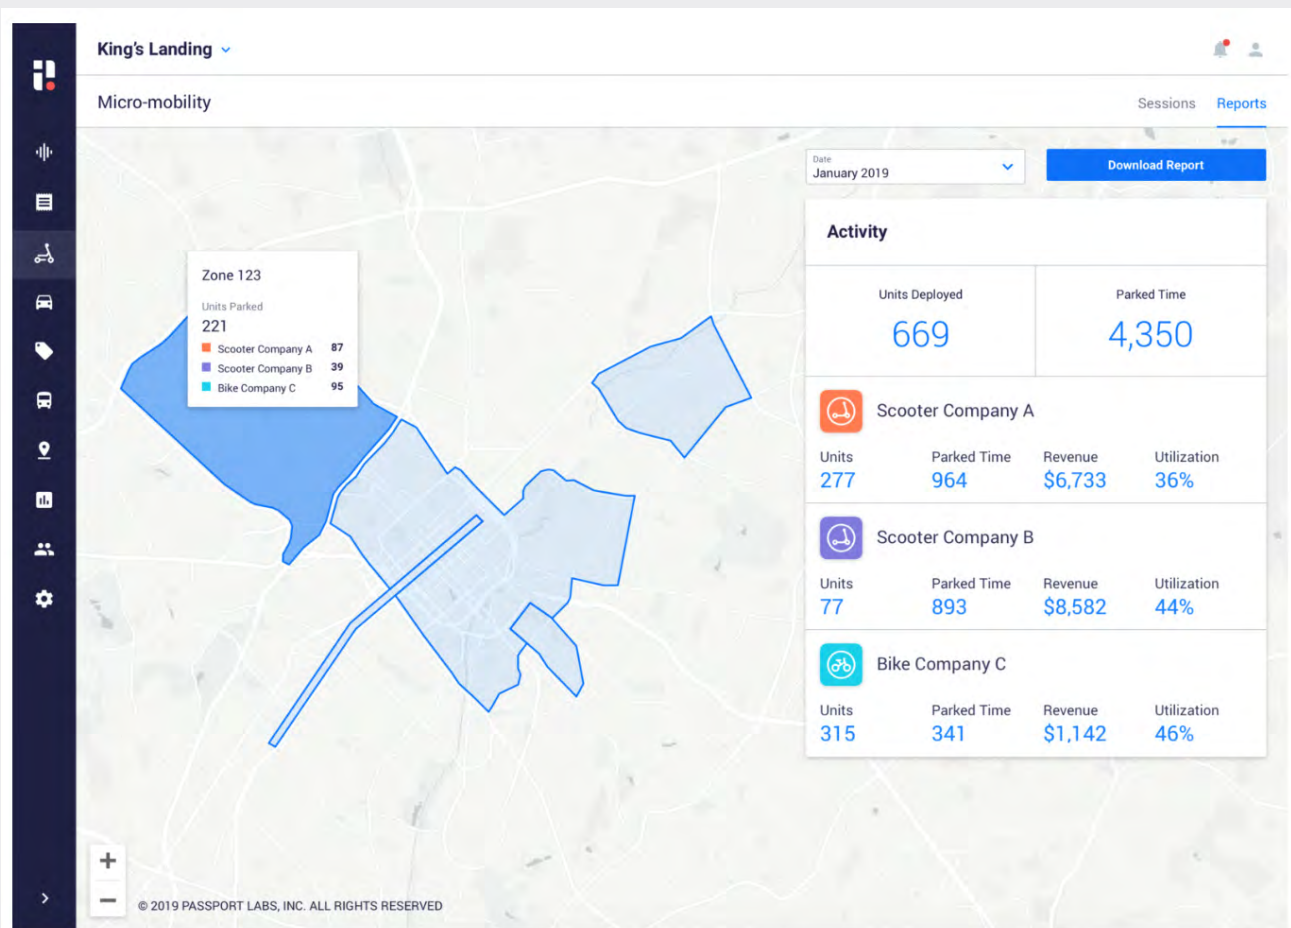 King's Landing
Micro-mobility
Sessions Reports
Date
January 2019
Download Report
Zone 123
Units Parked
221
Scooter Company A 87
Scooter Company B 39
Bike Company C 95
Activity
Units Deployed Parked Time
669 4,350
Scooter Company A
Units Parked Time Revenue Utilization
277 964 $6,733 36%
Scooter Company B
Units Parked Time Revenue Utilization
77 893 $8,582 44%
Bike Company C
Units Parked Time Revenue Utilization
315 341 $1,142 46%
© 2019 PASSPORT LABS, INC. ALL RIGHTS RESERVED